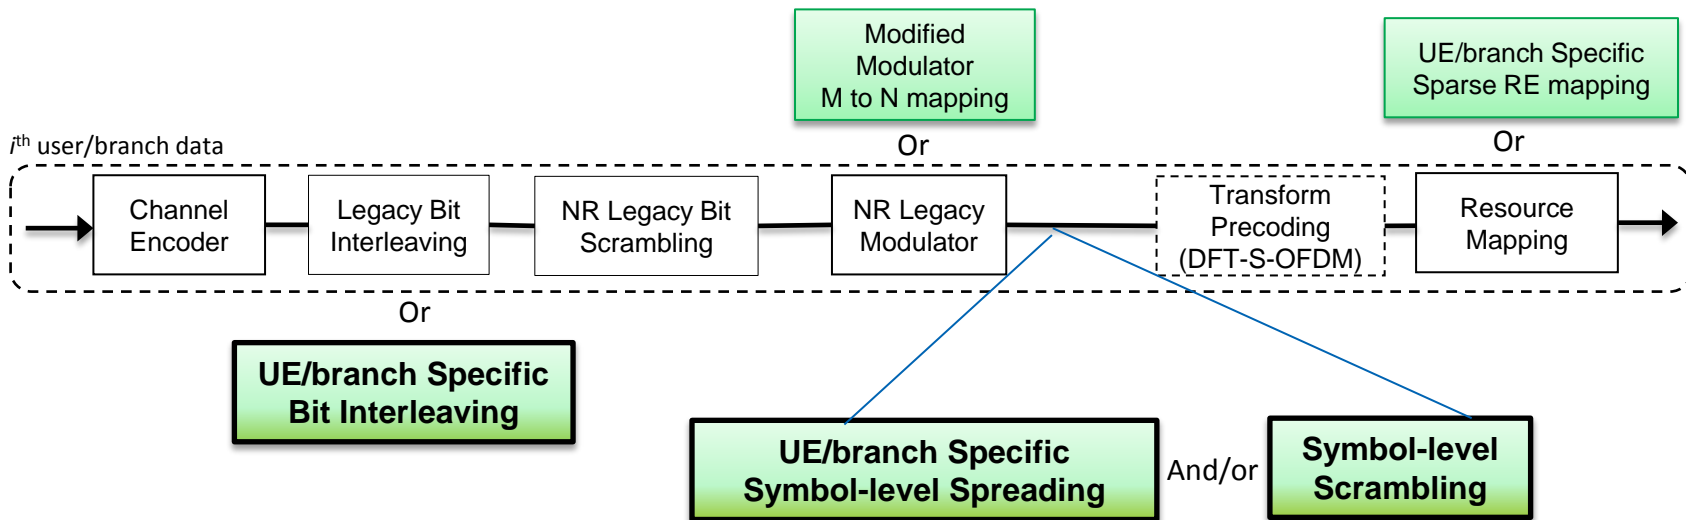 Modified
Modulator
M to N mapping
UE/branch Specific
Sparse RE mapping
Or
Or
ith user/branch data
Channel
Encoder
Legacy Bit
Interleaving
NR Legacy Bit
Scrambling
NR Legacy
Modulator
Transform
Precoding
(DFT-S-OFDM)
Resource
Mapping
Or
UE/branch Specific
Bit Interleaving
UE/branch Specific
Symbol-level Spreading
And/or
Symbol-level
Scrambling